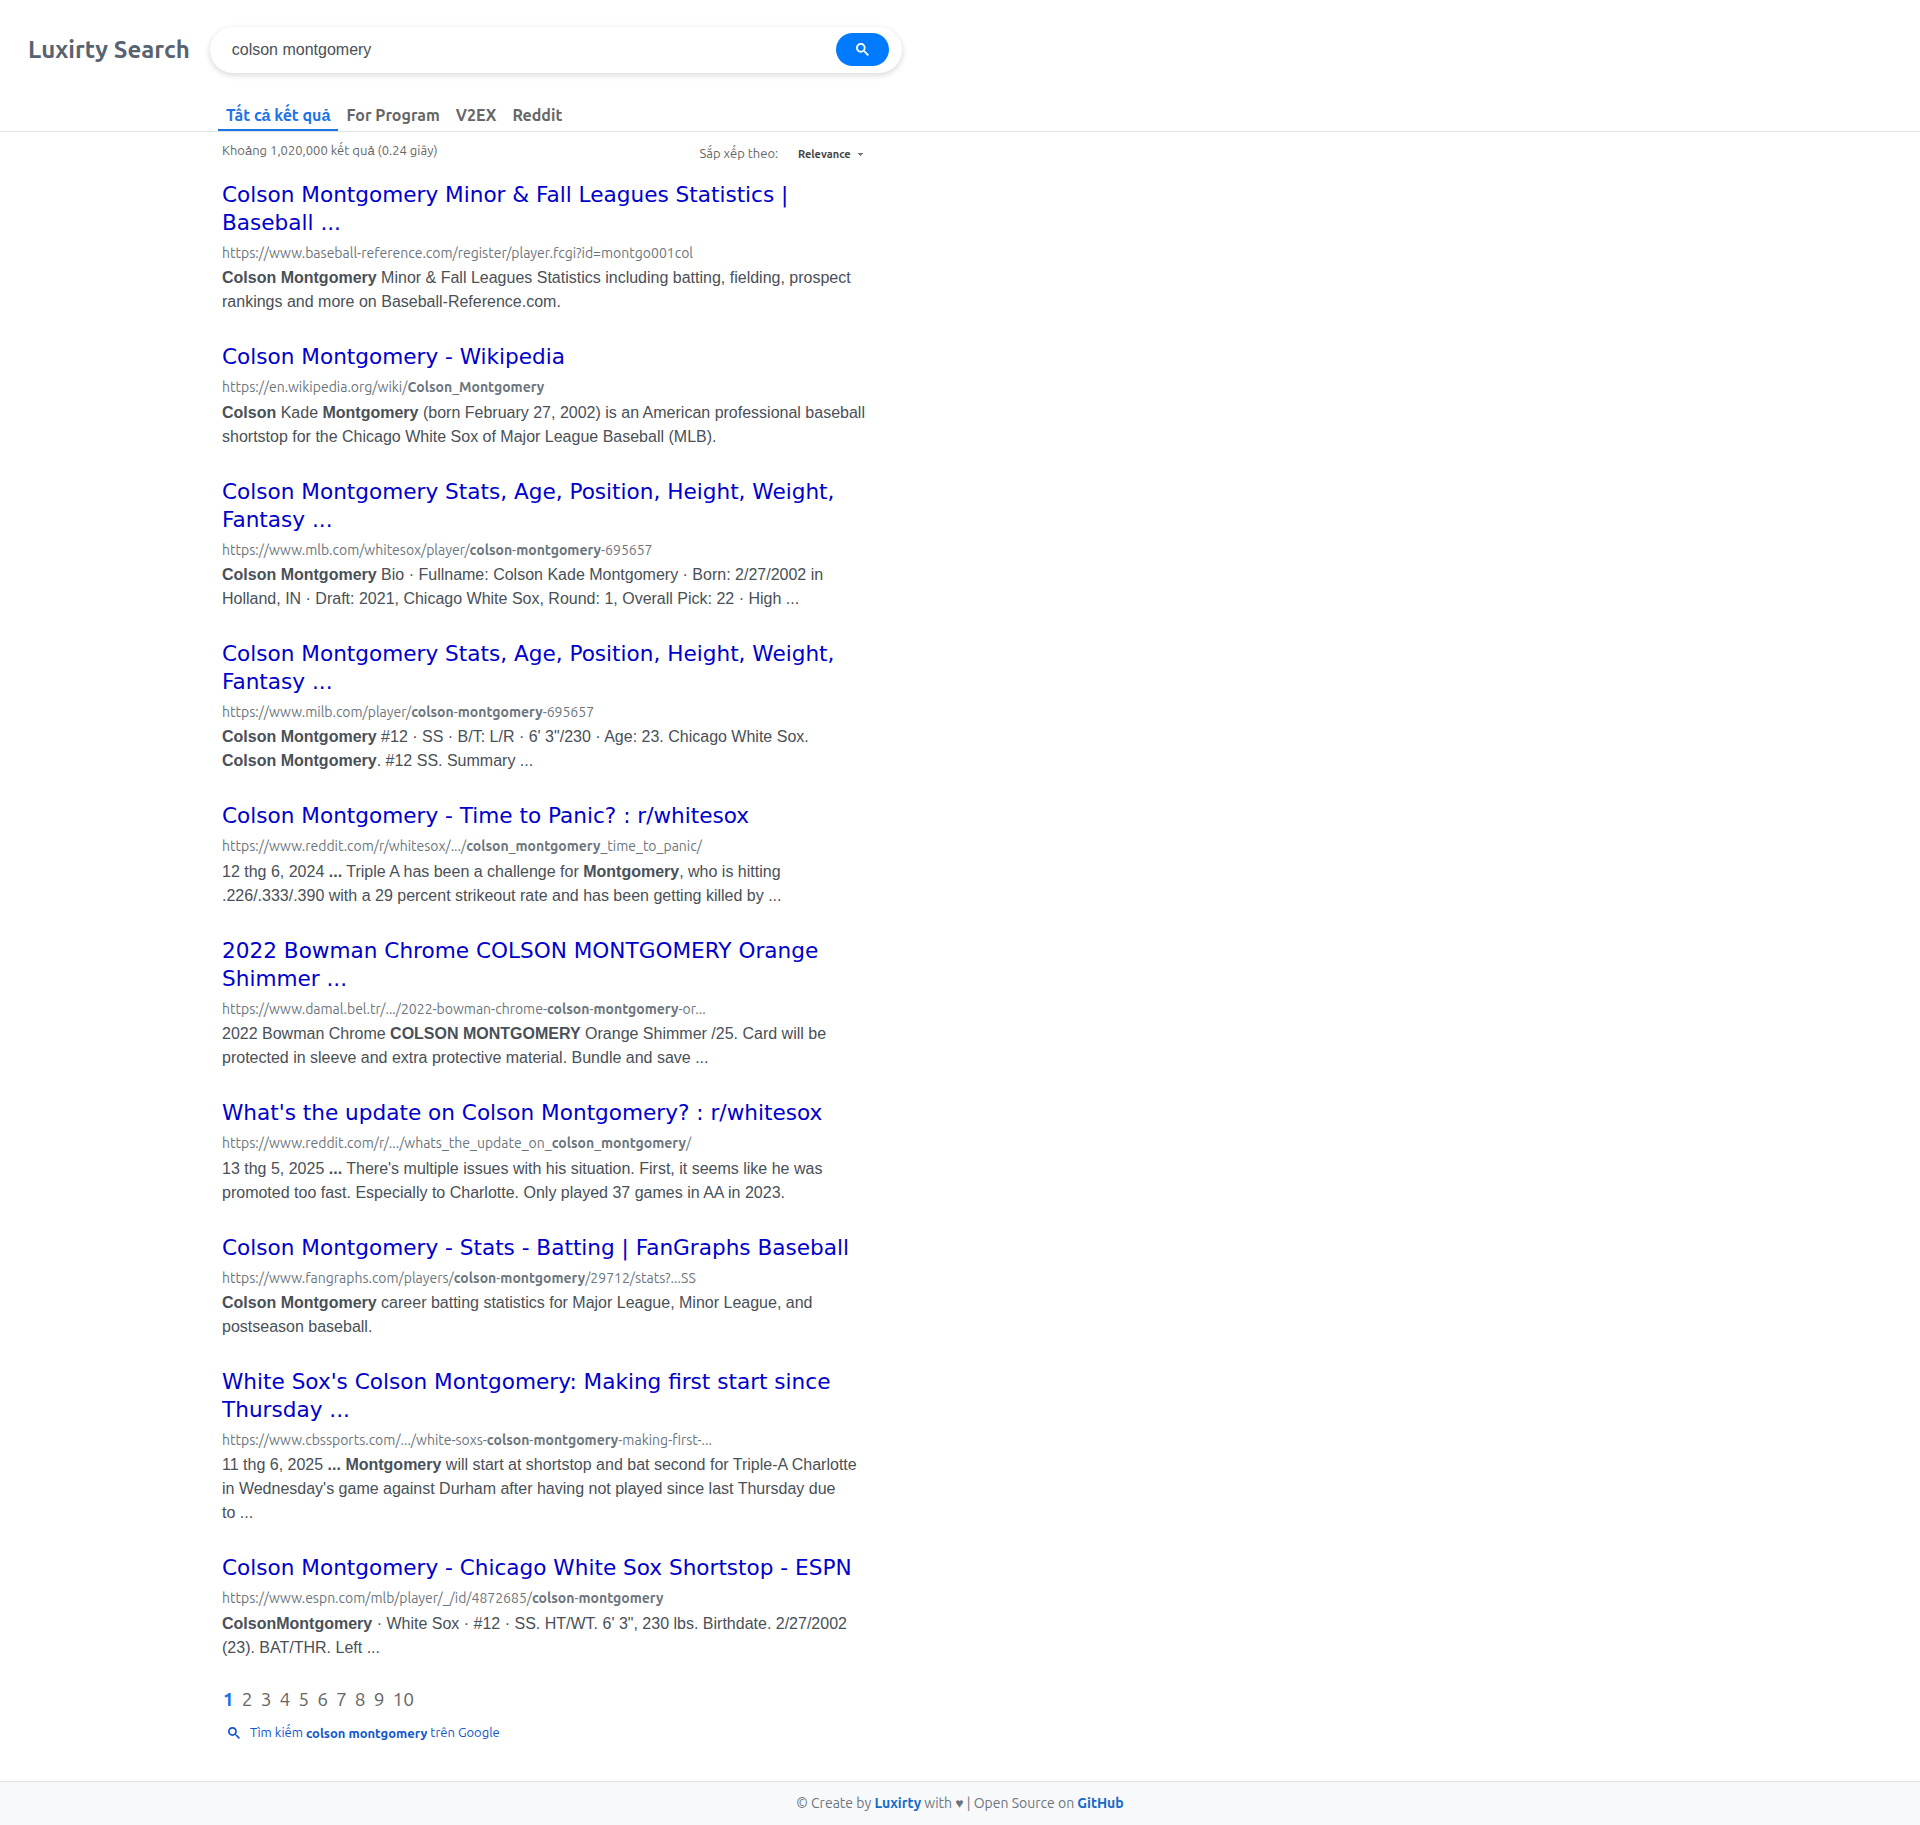 Luxirty Search
colson montgomery
Tất cả kết quả For Program V2EX Reddit
Khoảng 1,020,000 kết quả (0.24 giây)
Sắp xếp theo: Relevance
Colson Montgomery Minor & Fall Leagues Statistics |
Baseball ...
https://www.baseball-reference.com/register/player.fcgi?id=montgo001col
Colson Montgomery Minor & Fall Leagues Statistics including batting, fielding, prospect
rankings and more on Baseball-Reference.com.
Colson Montgomery - Wikipedia
https://en.wikipedia.org/wiki/Colson_Montgomery
Colson Kade Montgomery (born February 27, 2002) is an American professional baseball
shortstop for the Chicago White Sox of Major League Baseball (MLB).
Colson Montgomery Stats, Age, Position, Height, Weight,
Fantasy ...
https://www.mlb.com/whitesox/player/colson-montgomery-695657
Colson Montgomery Bio · Fullname: Colson Kade Montgomery · Born: 2/27/2002 in
Holland, IN · Draft: 2021, Chicago White Sox, Round: 1, Overall Pick: 22 · High ...
Colson Montgomery Stats, Age, Position, Height, Weight,
Fantasy ...
https://www.milb.com/player/colson-montgomery-695657
Colson Montgomery #12 · SS · B/T: L/R · 6' 3"/230 · Age: 23. Chicago White Sox.
Colson Montgomery. #12 SS. Summary ...
Colson Montgomery - Time to Panic? : r/whitesox
https://www.reddit.com/r/whitesox/.../colson_montgomery_time_to_panic/
12 thg 6, 2024 ... Triple A has been a challenge for Montgomery, who is hitting
.226/.333/.390 with a 29 percent strikeout rate and has been getting killed by ...
2022 Bowman Chrome COLSON MONTGOMERY Orange
Shimmer ...
https://www.damal.bel.tr/.../2022-bowman-chrome-colson-montgomery-or...
2022 Bowman Chrome COLSON MONTGOMERY Orange Shimmer /25. Card will be
protected in sleeve and extra protective material. Bundle and save ...
What's the update on Colson Montgomery? : r/whitesox
https://www.reddit.com/r/.../whats_the_update_on_colson_montgomery/
13 thg 5, 2025 ... There's multiple issues with his situation. First, it seems like he was
promoted too fast. Especially to Charlotte. Only played 37 games in AA in 2023.
Colson Montgomery - Stats - Batting | FanGraphs Baseball
https://www.fangraphs.com/players/colson-montgomery/29712/stats?...SS
Colson Montgomery career batting statistics for Major League, Minor League, and
postseason baseball.
White Sox's Colson Montgomery: Making first start since
Thursday ...
https://www.cbssports.com/.../white-soxs-colson-montgomery-making-first-...
11 thg 6, 2025 ... Montgomery will start at shortstop and bat second for Triple-A Charlotte
in Wednesday's game against Durham after having not played since last Thursday due
to ...
Colson Montgomery - Chicago White Sox Shortstop - ESPN
https://www.espn.com/mlb/player/_/id/4872685/colson-montgomery
ColsonMontgomery · White Sox · #12 · SS. HT/WT. 6' 3", 230 lbs. Birthdate. 2/27/2002
(23). BAT/THR. Left ...
1 2 3 4 5 6 7 8 9 10
Tìm kiếm colson montgomery trên Google
© Create by Luxirty with ♥ | Open Source on GitHub